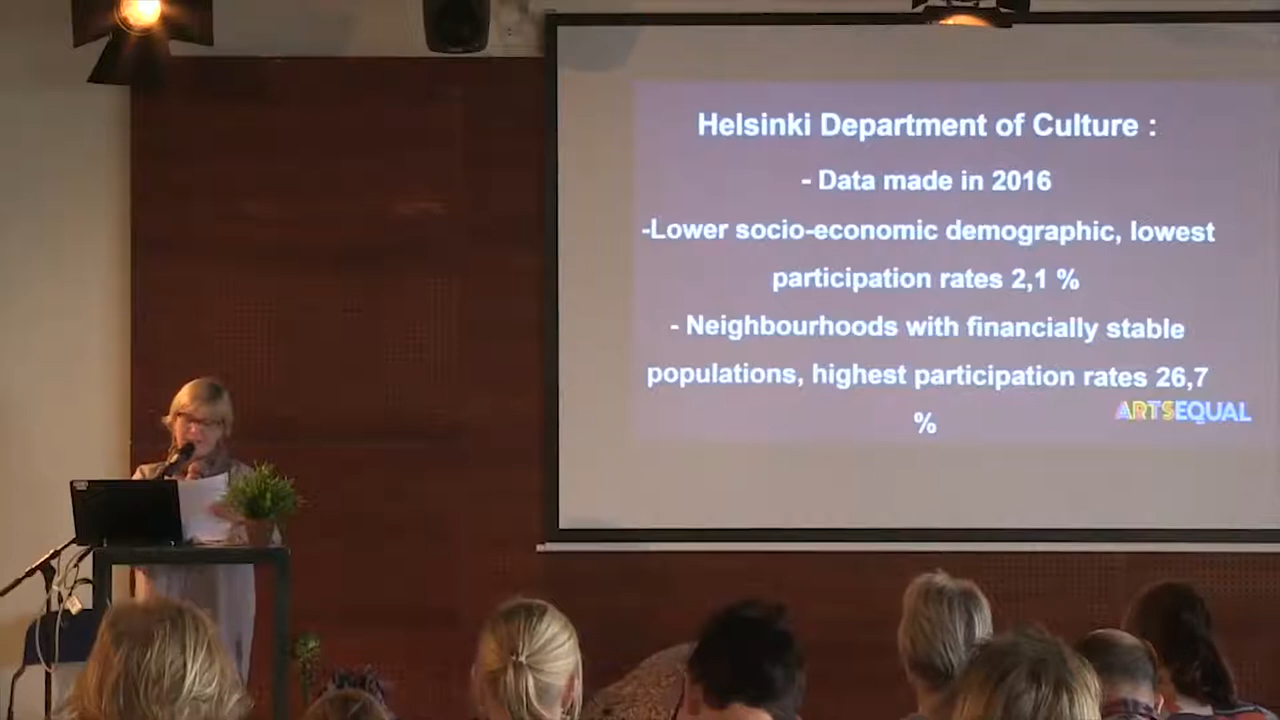 Helsinki Department of Culture :
- Data made in 2016
-Lower socio-economic demographic, lowest
participation rates 2,1 %
- Neighbourhoods with financially stable
populations, highest participation rates 26,7
%
ARTSEQUAL